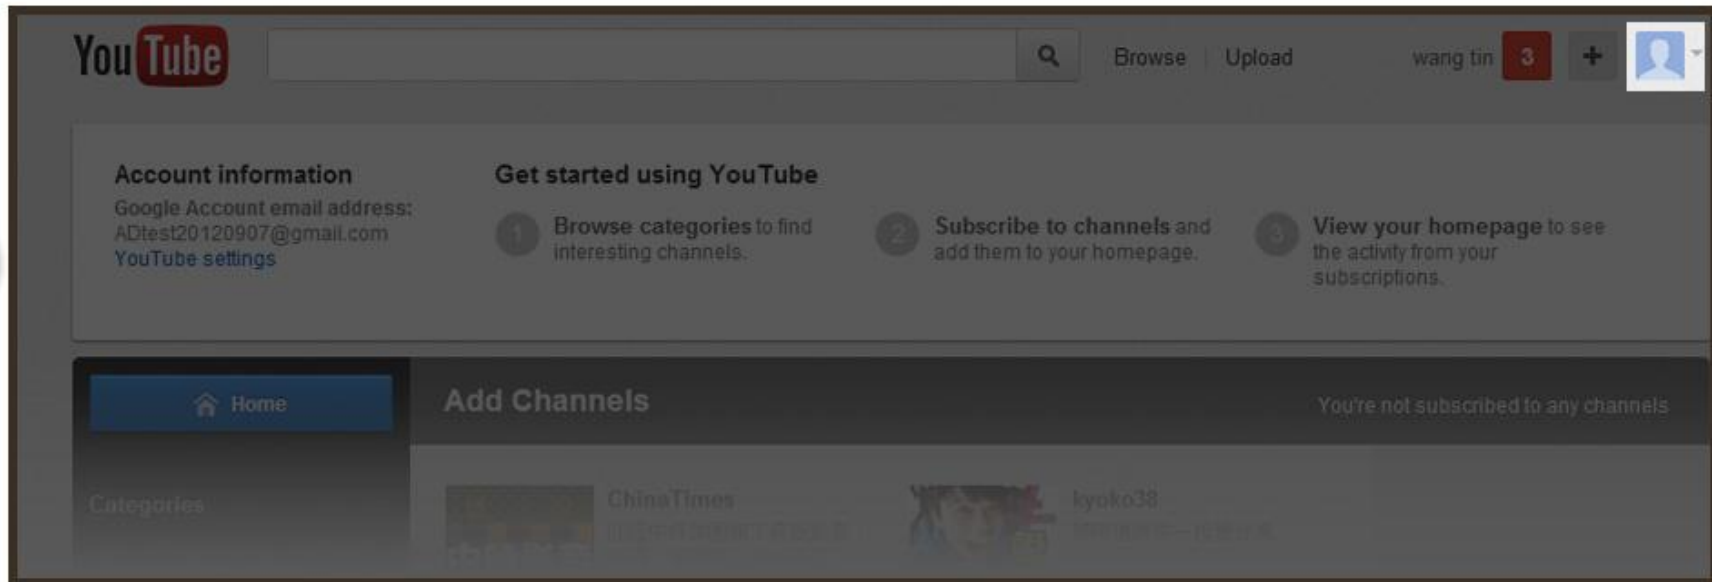 YouTube
Browse
Upload
wang tin
3
Account information
Google Account email address:
ADtest20120907@gmail.com
YouTube settings
Get started using YouTube
1
Browse categories to find
interesting channels.
2
Subscribe to channels and
add them to your homepage.
3
View your homepage to see
the activity from your
subscriptions.
Home
Add Channels
You're not subscribed to any channels
Categories
ChinaTimes
kyoko38